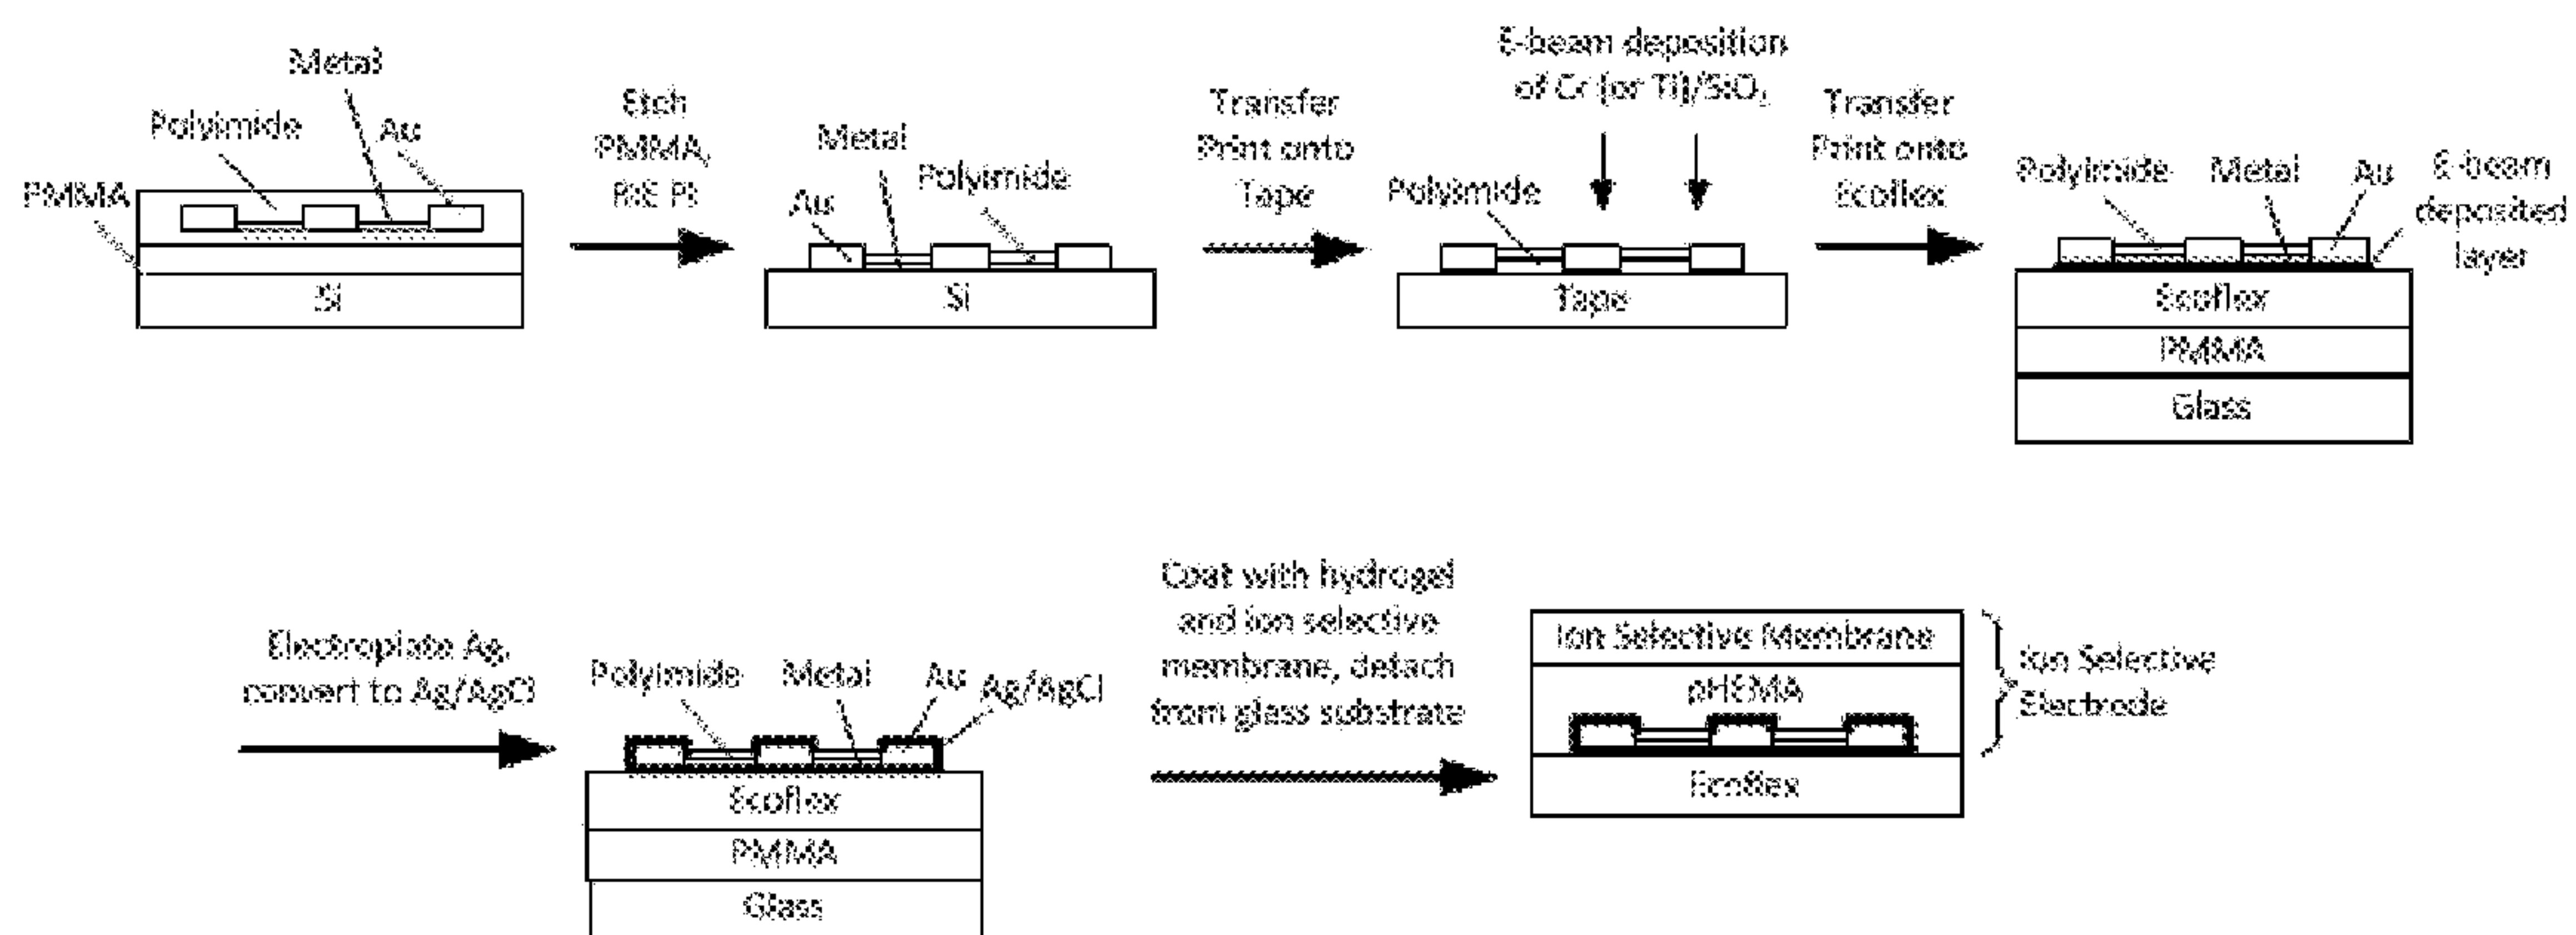 Metal
Polyimide
Au
PMMA
Si
Etch
PMMA,
RIE PI
Metal
Polyimide
Au
Si
Transfer
Print onto
Tape
E-beam deposition
of Cr (or Ti)/SiO2
Polyimide
Tape
Transfer
Print onto
Ecoflex
Polyimide
Metal
Au
E-beam
deposited
layer
Ecoflex
PMMA
Glass
Electroplate Ag,
convert to Ag/AgCl
Polyimide
Metal
Au
Ag/AgCl
Ecoflex
PMMA
Glass
Coat with hydrogel
and ion selective
membrane, detach
from glass substrate
Ion Selective Membrane
pHEMA
Ecoflex
Ion Selective
Electrode